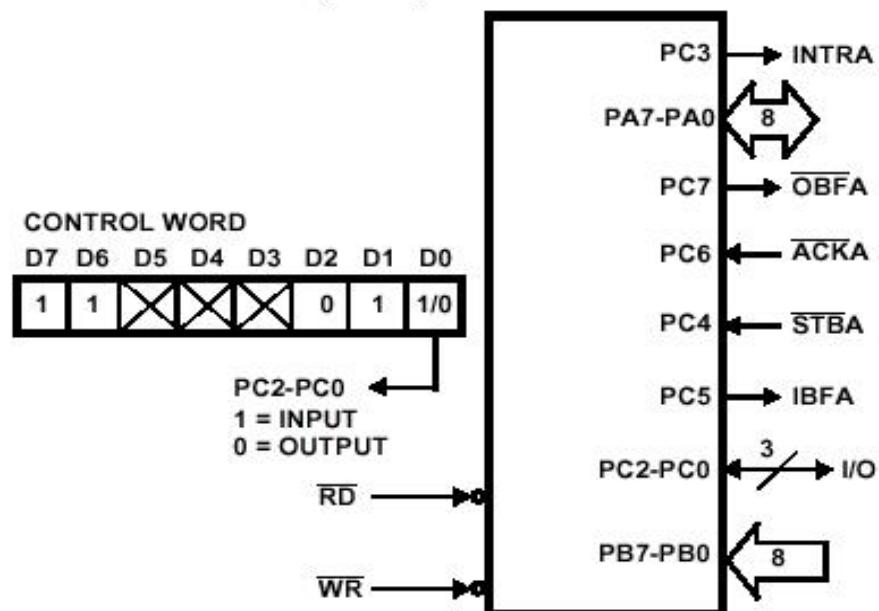 PC3 INTRA
PA7-PA0 8
PC7 OBFA
CONTROL WORD
D7 D6 D5 D4 D3 D2 D1 D0
1 1 0 1 1/0
PC6 ACKA
PC4 STBA
PC2-PC0
1 = INPUT
0 = OUTPUT
PC5 IBFA
PC2-PC0 3 I/O
RD
PB7-PB0 8
WR